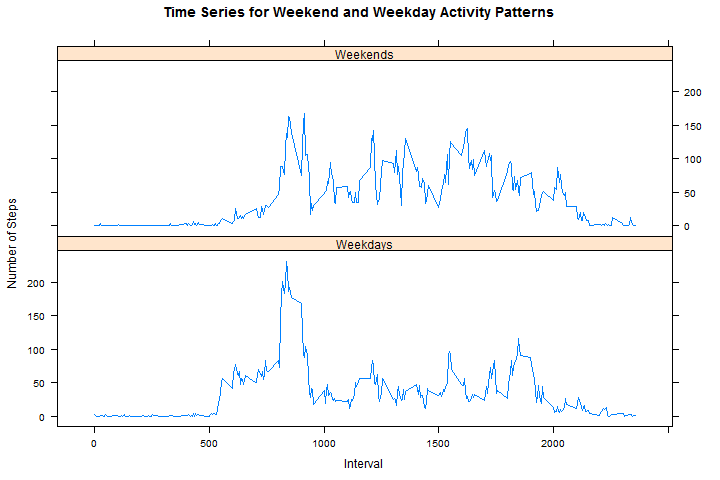 Time Series for Weekend and Weekday Activity Patterns
Weekends
200
150
100
50
0
Weekdays
200
150
100
50
0
0 500 1000 1500 2000
Interval
Number of Steps